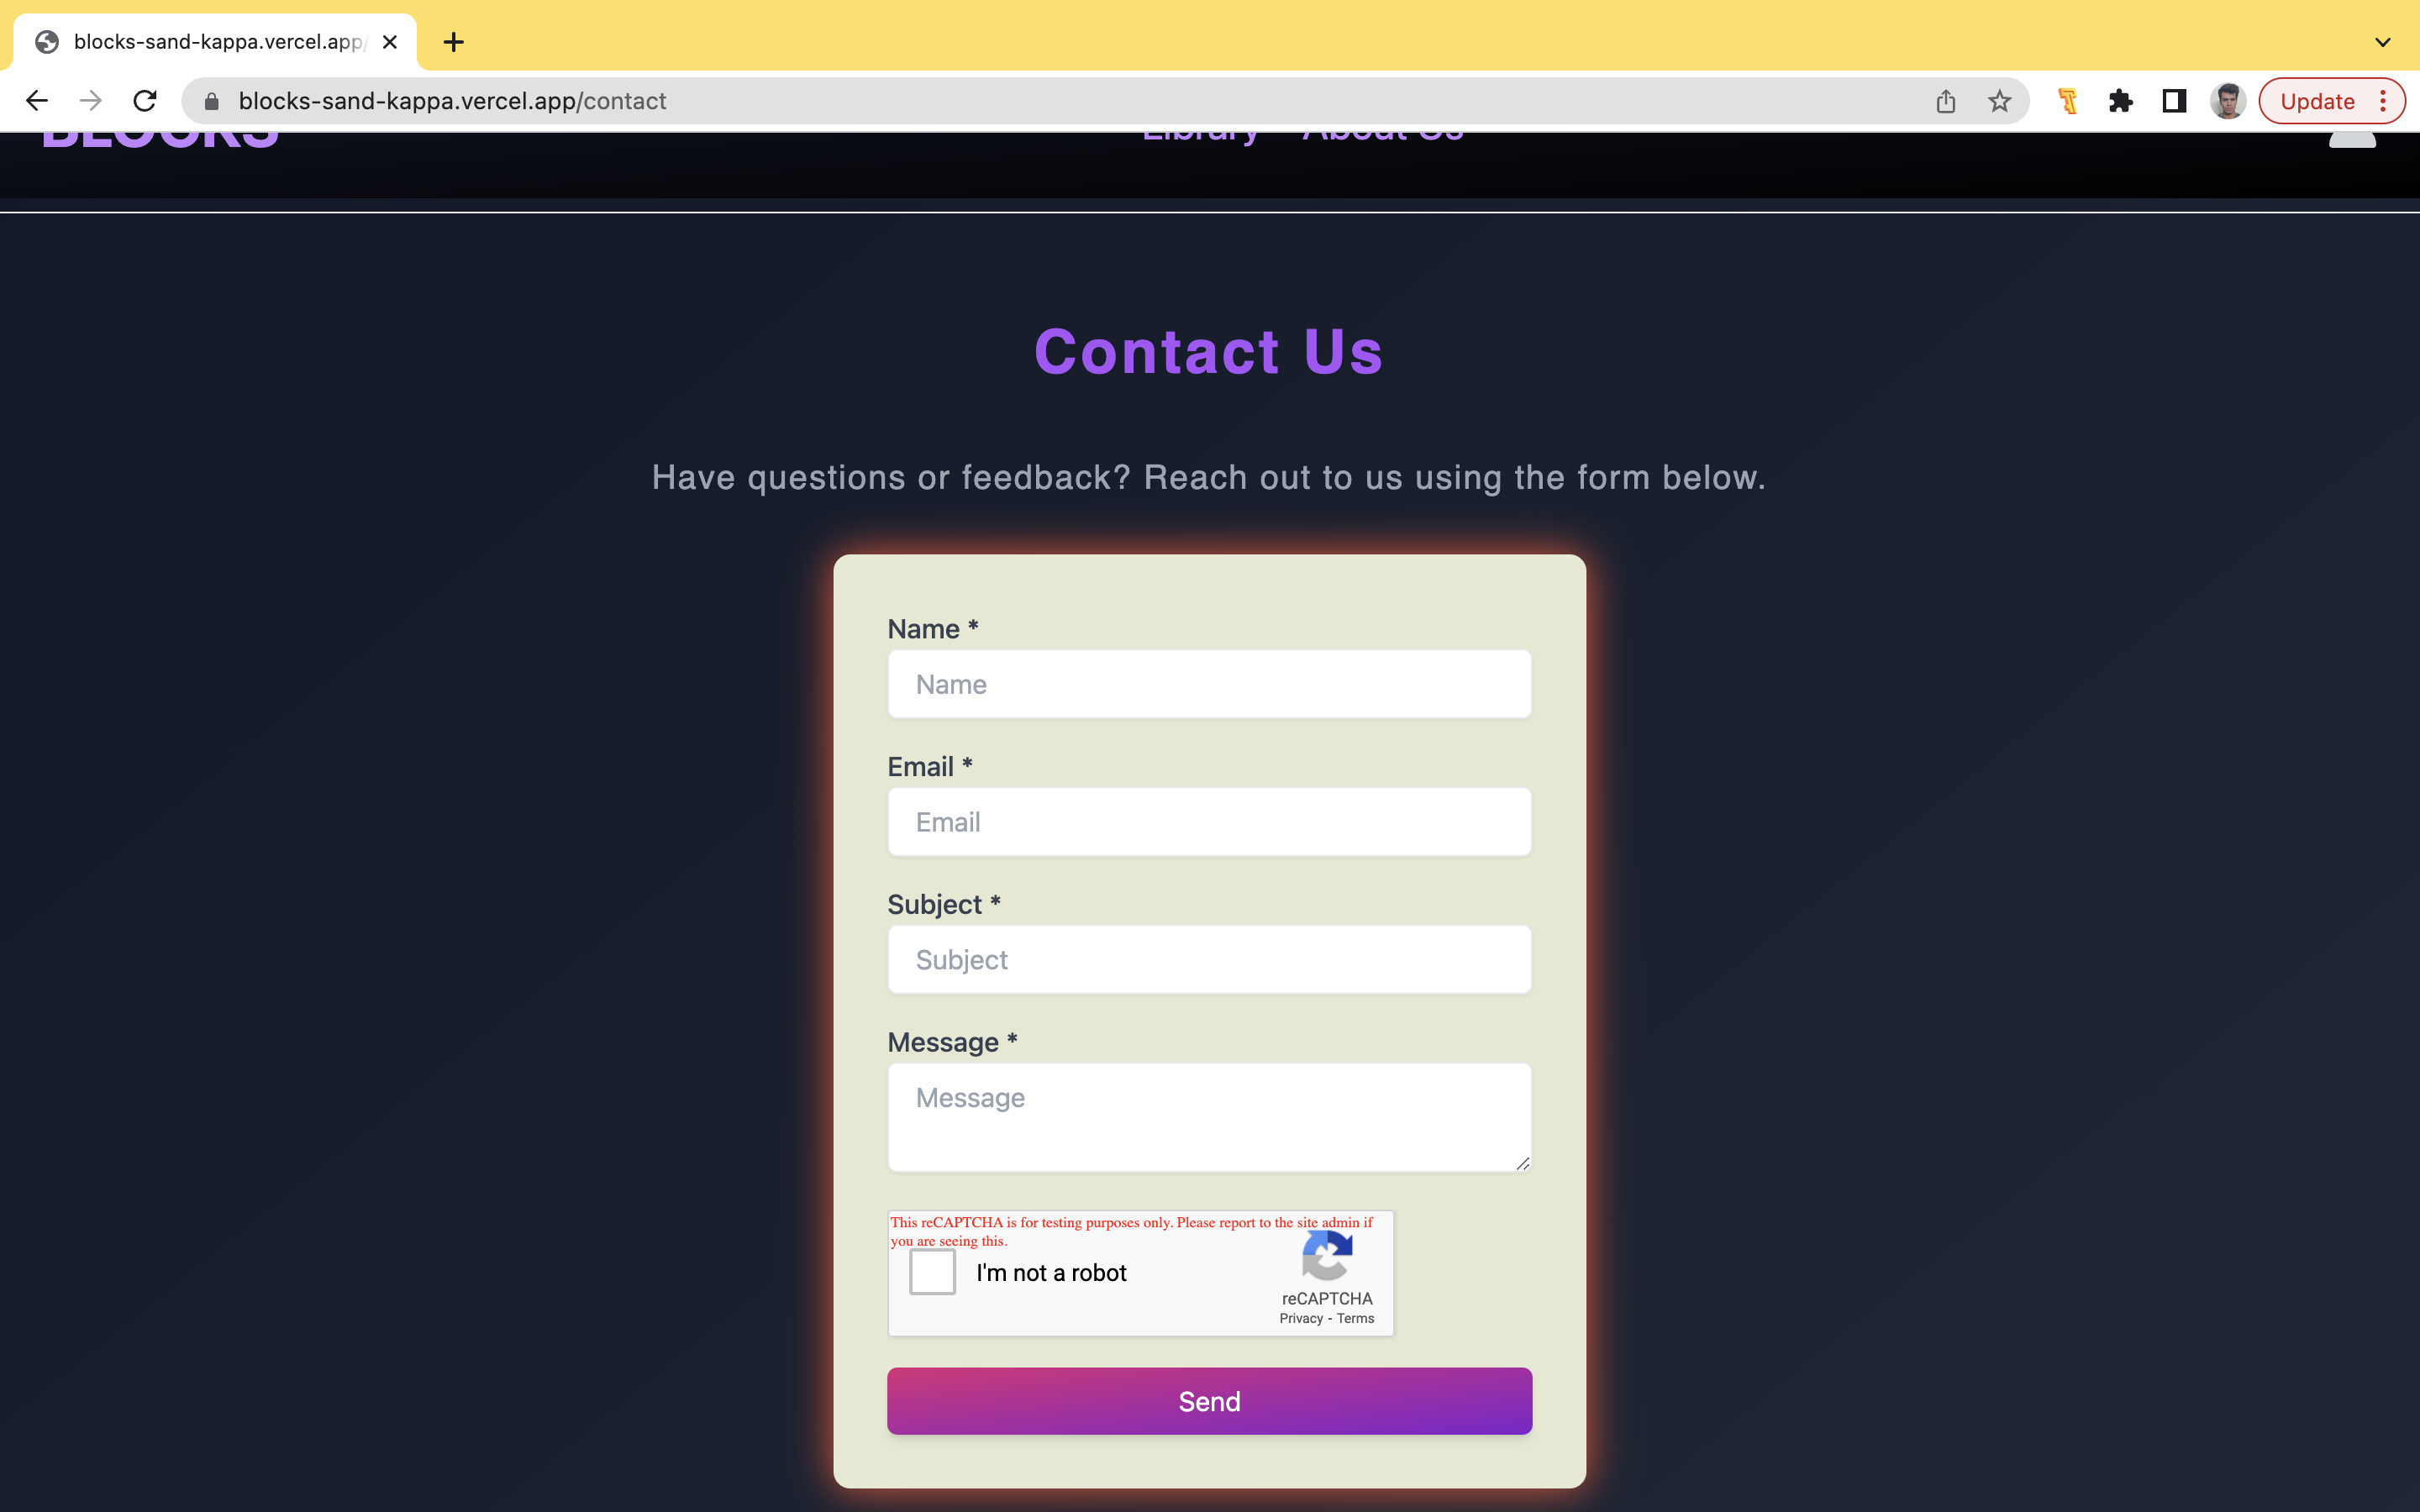 blocks-sand-kappa.vercel.app/
blocks-sand-kappa.vercel.app/contact
Update
BLOCKS
Library
About Us
Contact Us
Have questions or feedback? Reach out to us using the form below.
Name *
Name
Email *
Email
Subject *
Subject
Message *
Message
This reCAPTCHA is for testing purposes only. Please report to the site admin if
you are seeing this.
I'm not a robot
reCAPTCHA
Privacy - Terms
Send